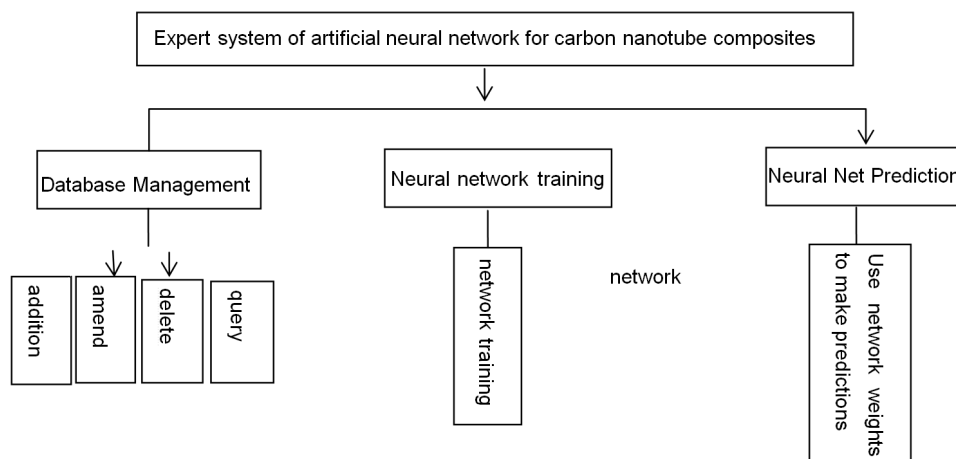 Expert system of artificial neural network for carbon nanotube composites
Database Management
Neural network training
Neural Net Prediction
addition
amend
delete
query
network training
network
Use network weights
to make predictions